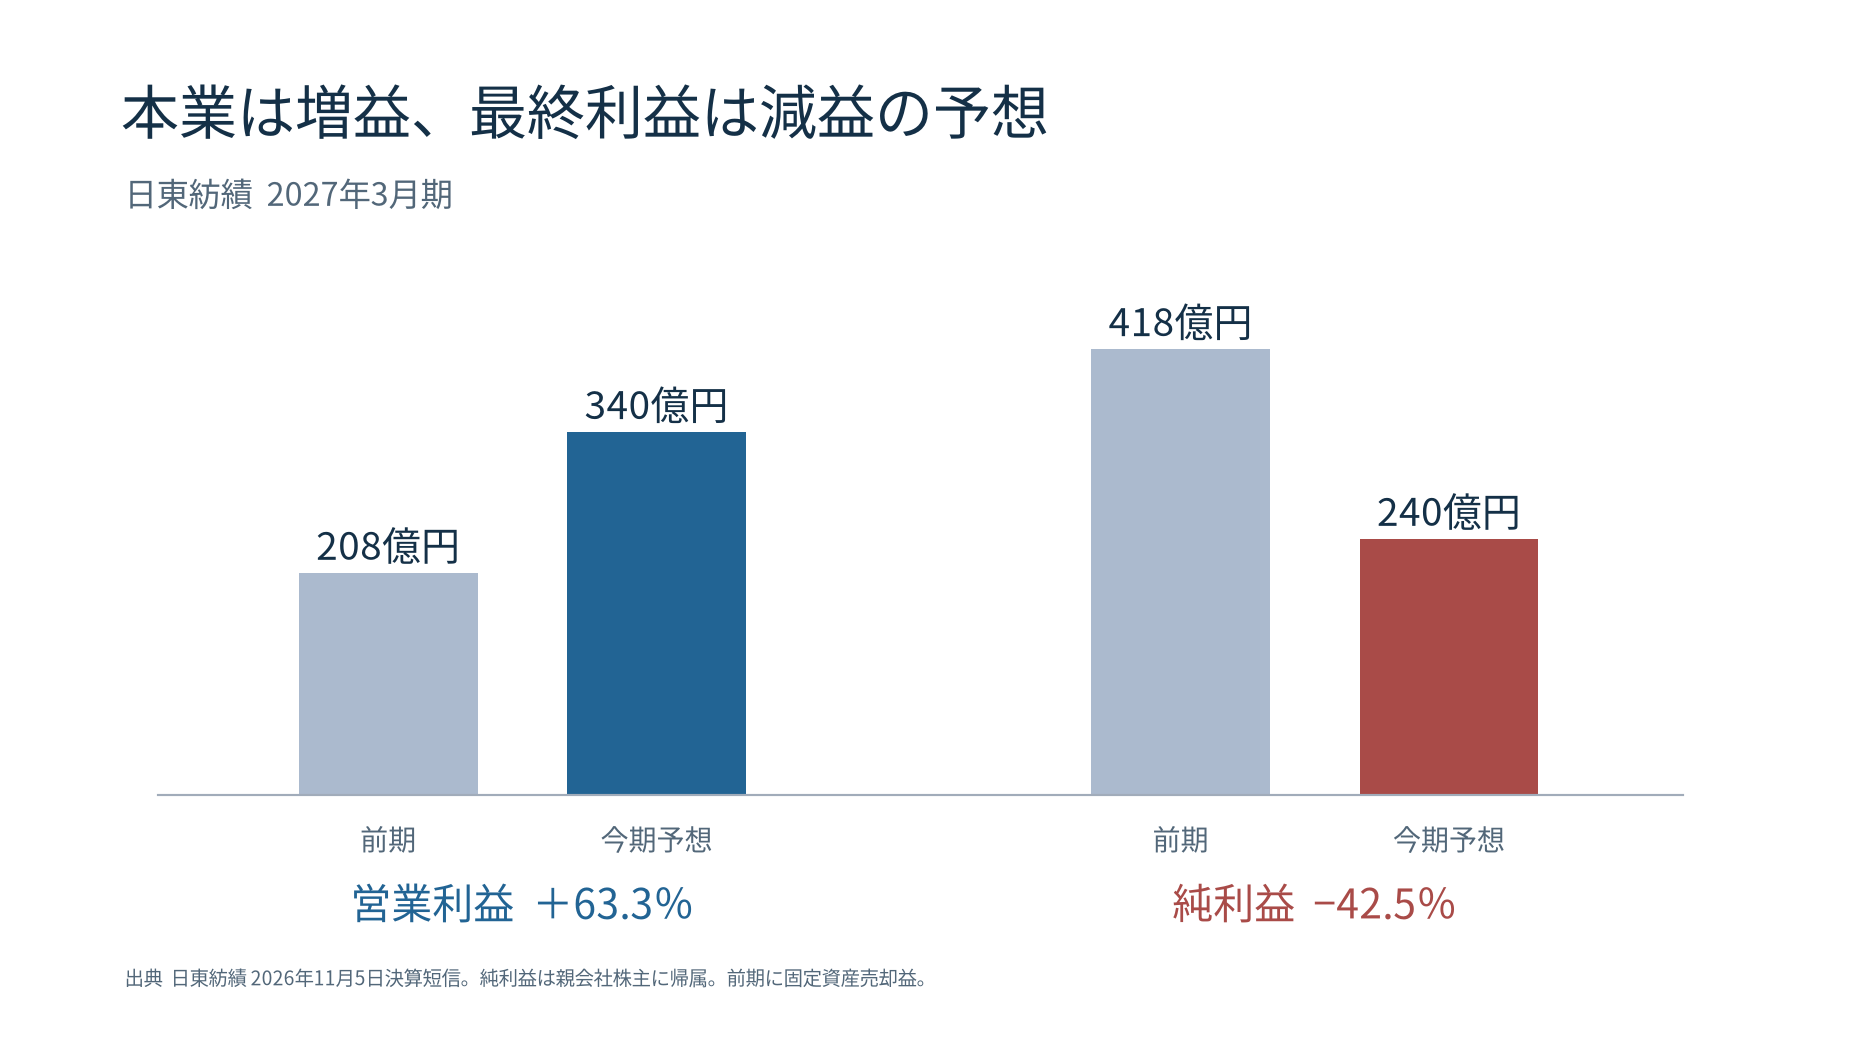 本業は増益、最終利益は減益の予想
日東紡績 2027年3月期
418億円
340億円
240億円
208億円
前期 今期予想 前期 今期予想
営業利益 ＋63.3% 純利益 −42.5%
出典 日東紡績 2026年11月5日決算短信。純利益は親会社株主に帰属。前期に固定資産売却益。